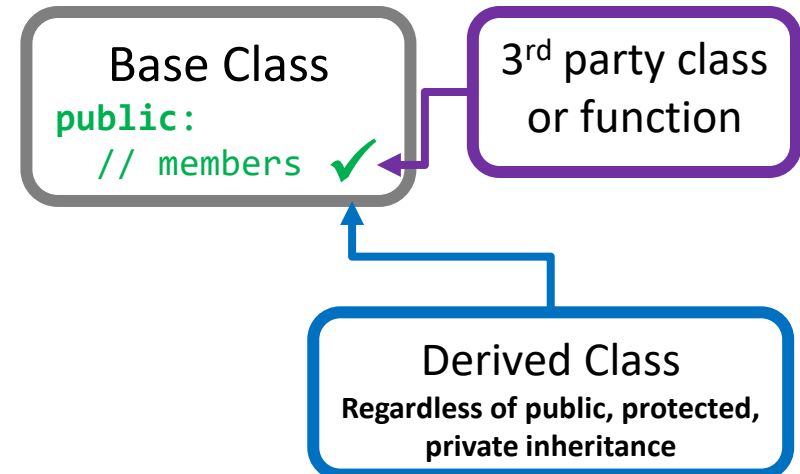 Base Class
public:
// members ✓
3rd party class
or function
Derived Class
Regardless of public, protected,
private inheritance